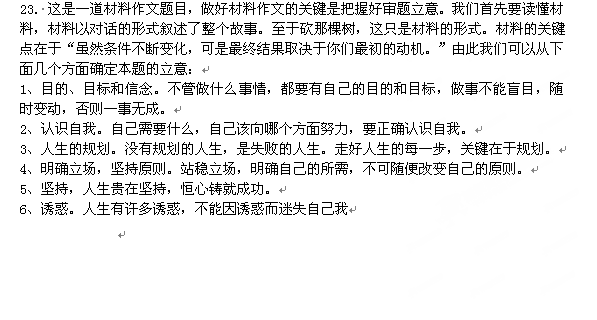 23. 这是一道材料作文题目，做好材料作文的关键是把握好审题立意。我们首先要读懂材
料，材料以对话的形式叙述了整个故事。至于砍那棵树，这只是材料的形式。材料的关键
点在于“虽然条件不断变化，可是最终结果取决于你们最初的动机。”由此我们可以从下
面几个方面确定本题的立意：
1、目的、目标和信念。不管做什么事情，都要有自己的目的和目标，做事不能盲目，随
时变动，否则一事无成。
2、认识自我。自己需要什么，自己该向哪个方面努力，要正确认识自我。
3、人生的规划。没有规划的人生，是失败的人生。走好人生的每一步，关键在于规划。
4、明确立场，坚持原则。站稳立场，明确自己的所需，不可随便改变自己的原则。
5、坚持，人生贵在坚持，恒心铸就成功。
6、诱惑。人生有许多诱惑，不能因诱惑而迷失自己我